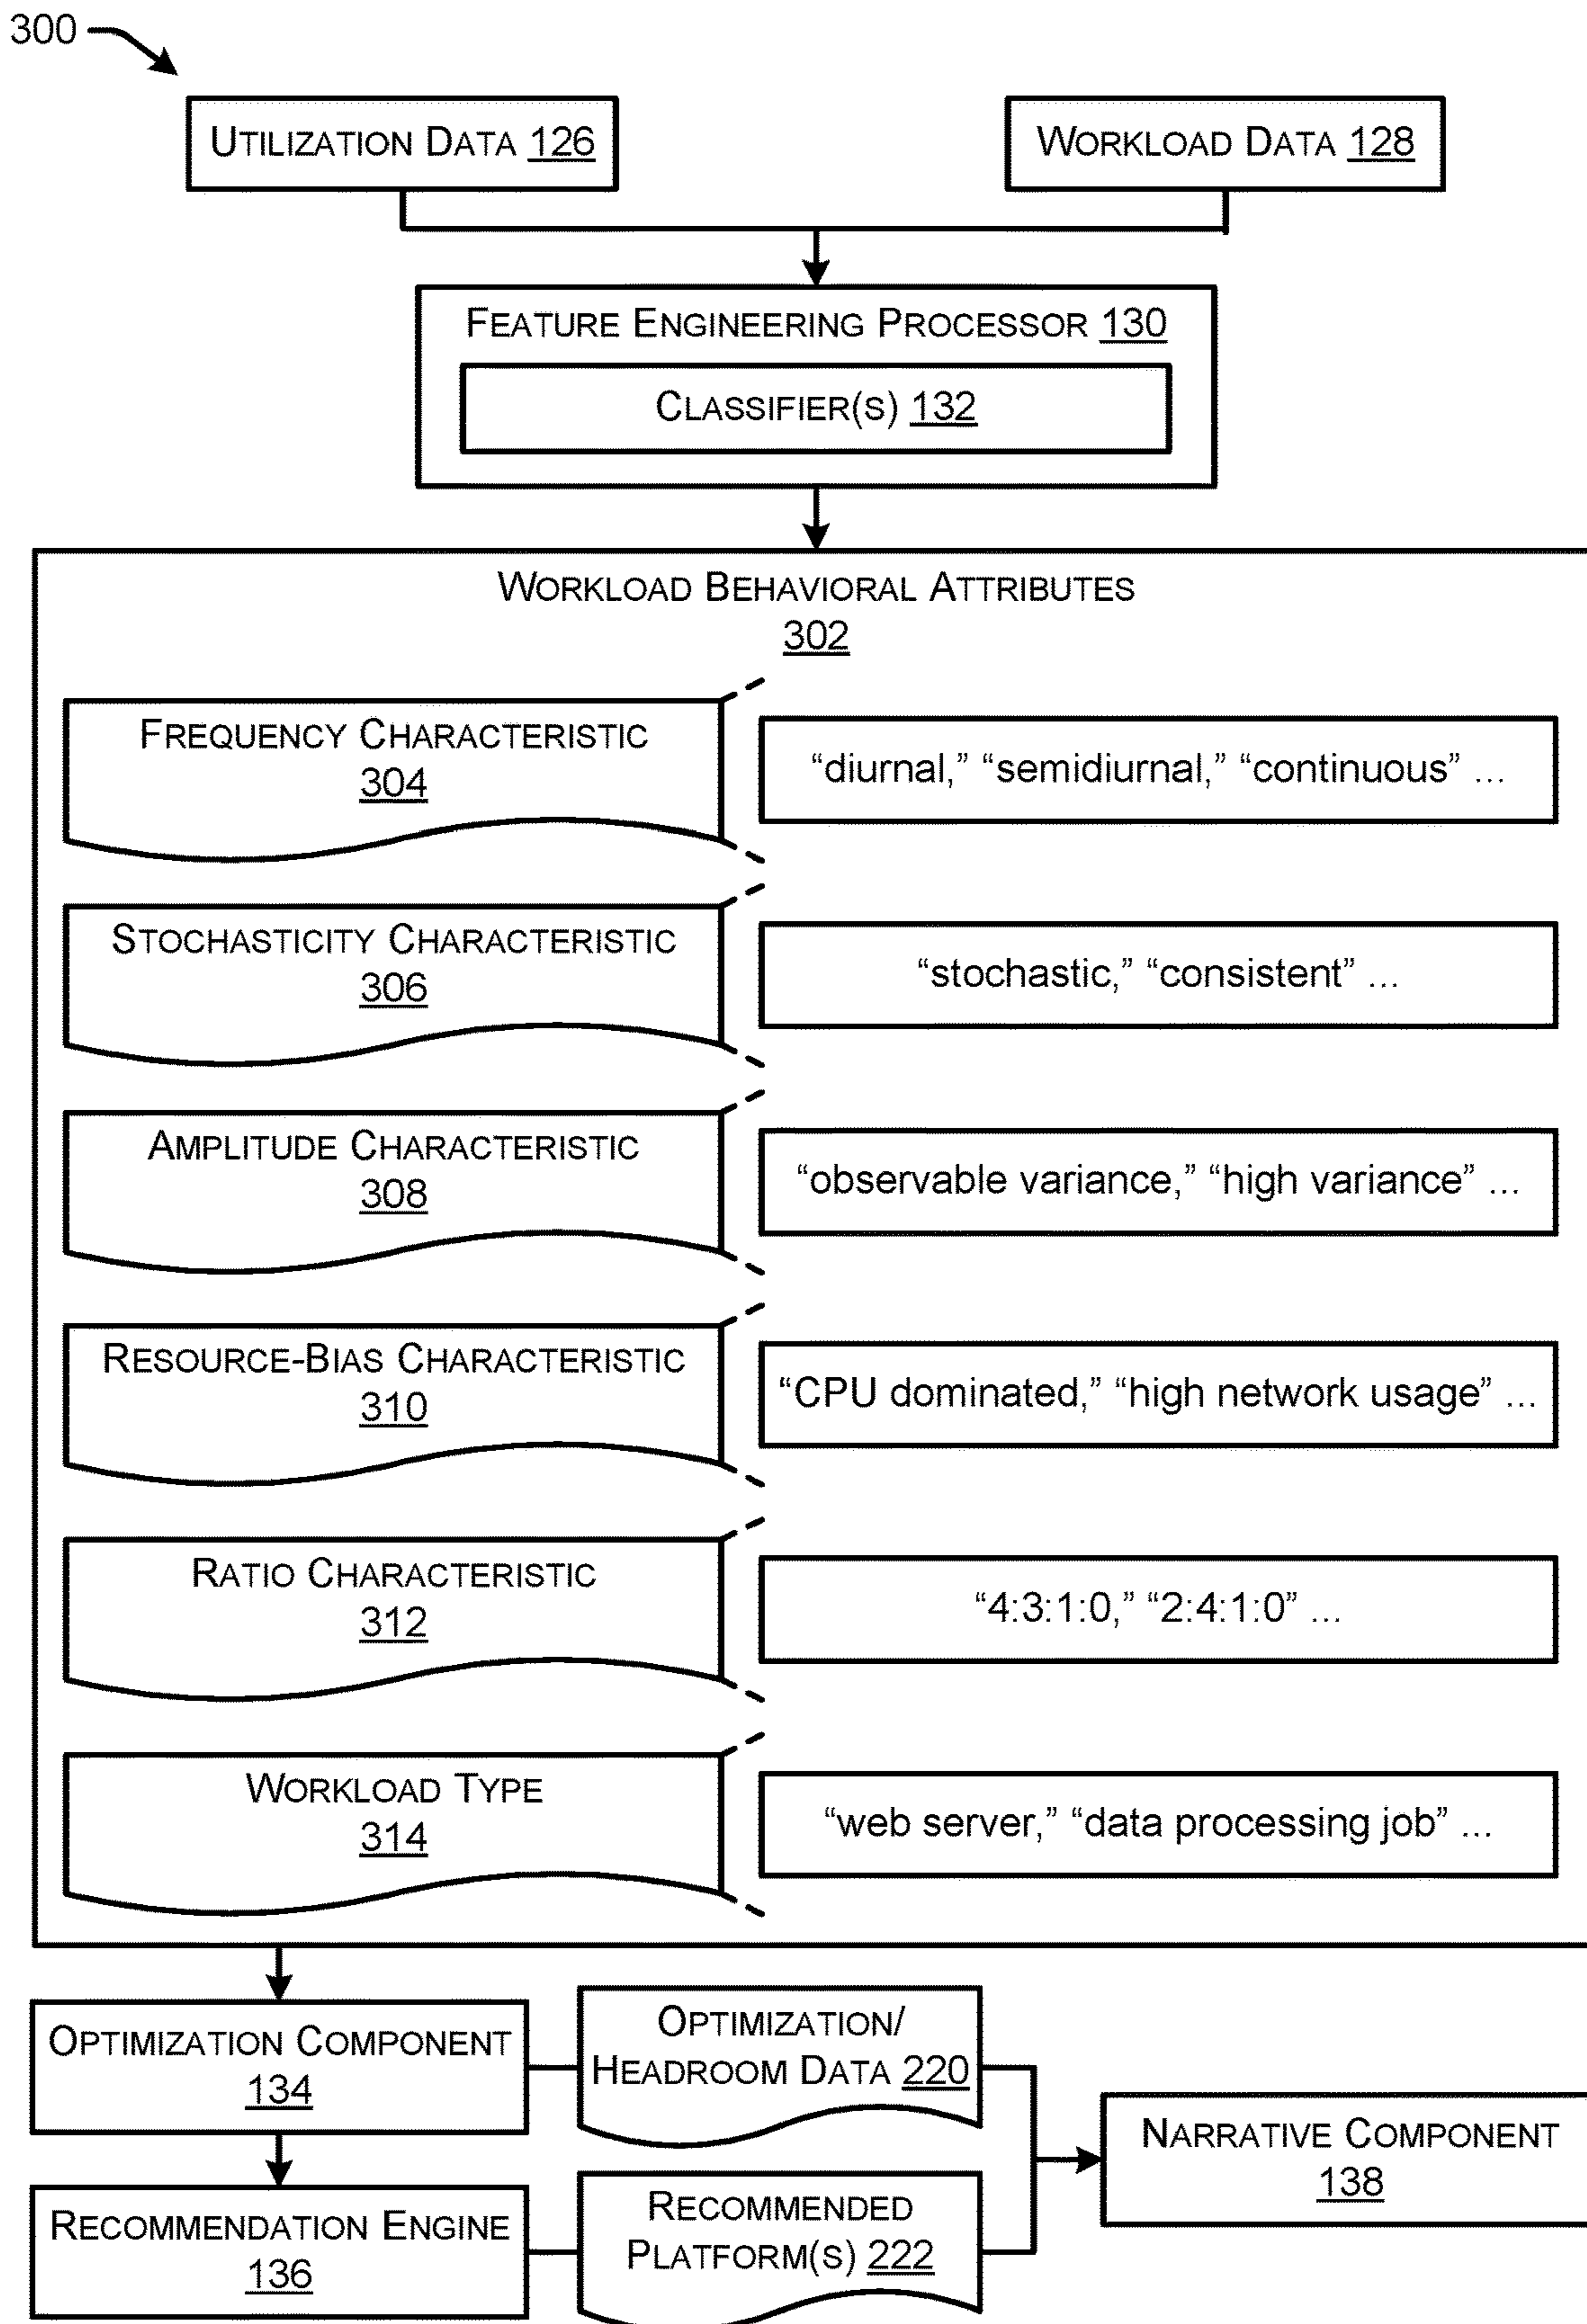 300
UTILIZATION DATA 126
WORKLOAD DATA 128
FEATURE ENGINEERING PROCESSOR 130
CLASSIFIER(S) 132
WORKLOAD BEHAVIORAL ATTRIBUTES
302
FREQUENCY CHARACTERISTIC
304
“diurnal,” “semidiurnal,” “continuous” ...
STOCHASTICITY CHARACTERISTIC
306
“stochastic,” “consistent” ...
AMPLITUDE CHARACTERISTIC
308
“observable variance,” “high variance” ...
RESOURCE-BIAS CHARACTERISTIC
310
“CPU dominated,” “high network usage” ...
RATIO CHARACTERISTIC
312
“4:3:1:0,” “2:4:1:0” ...
WORKLOAD TYPE
314
“web server,” “data processing job” ...
OPTIMIZATION COMPONENT
134
OPTIMIZATION/
HEADROOM DATA 220
NARRATIVE COMPONENT
138
RECOMMENDATION ENGINE
136
RECOMMENDED
PLATFORM(S) 222